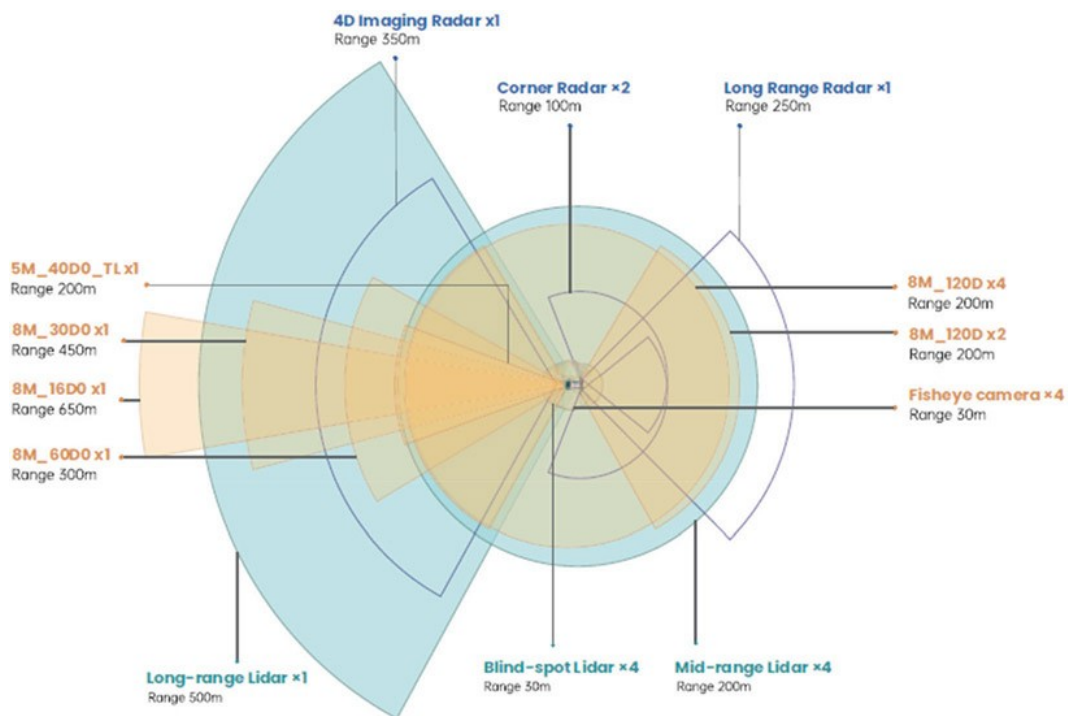 4D Imaging Radar x1
Range 350m
Corner Radar ×2
Range 100m
Long Range Radar ×1
Range 250m
5M_40D0_TL x1
Range 200m
8M_30D0 x1
Range 450m
8M_16D0 x1
Range 650m
8M_60D0 x1
Range 300m
8M_120D x4
Range 200m
8M_120D x2
Range 200m
Fisheye camera ×4
Range 30m
Long-range Lidar ×1
Range 500m
Blind-spot Lidar ×4
Range 30m
Mid-range Lidar ×4
Range 200m